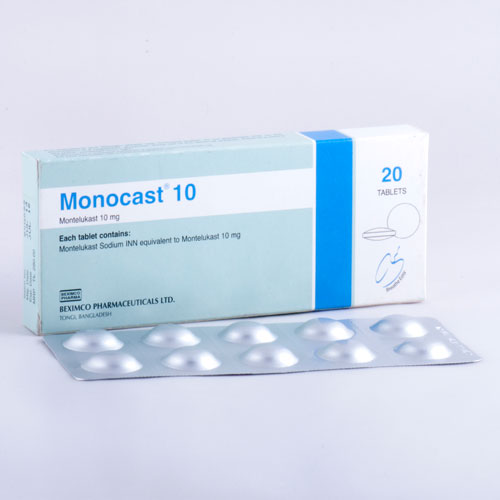 Monocast® 10
Montelukast 10 mg
Each tablet contains:
Montelukast Sodium INN equivalent to Montelukast 10 mg
BEXIMCO
PHARMA
BEXIMCO PHARMACEUTICALS LTD.
TONGI, BANGLADESH
20
TABLETS